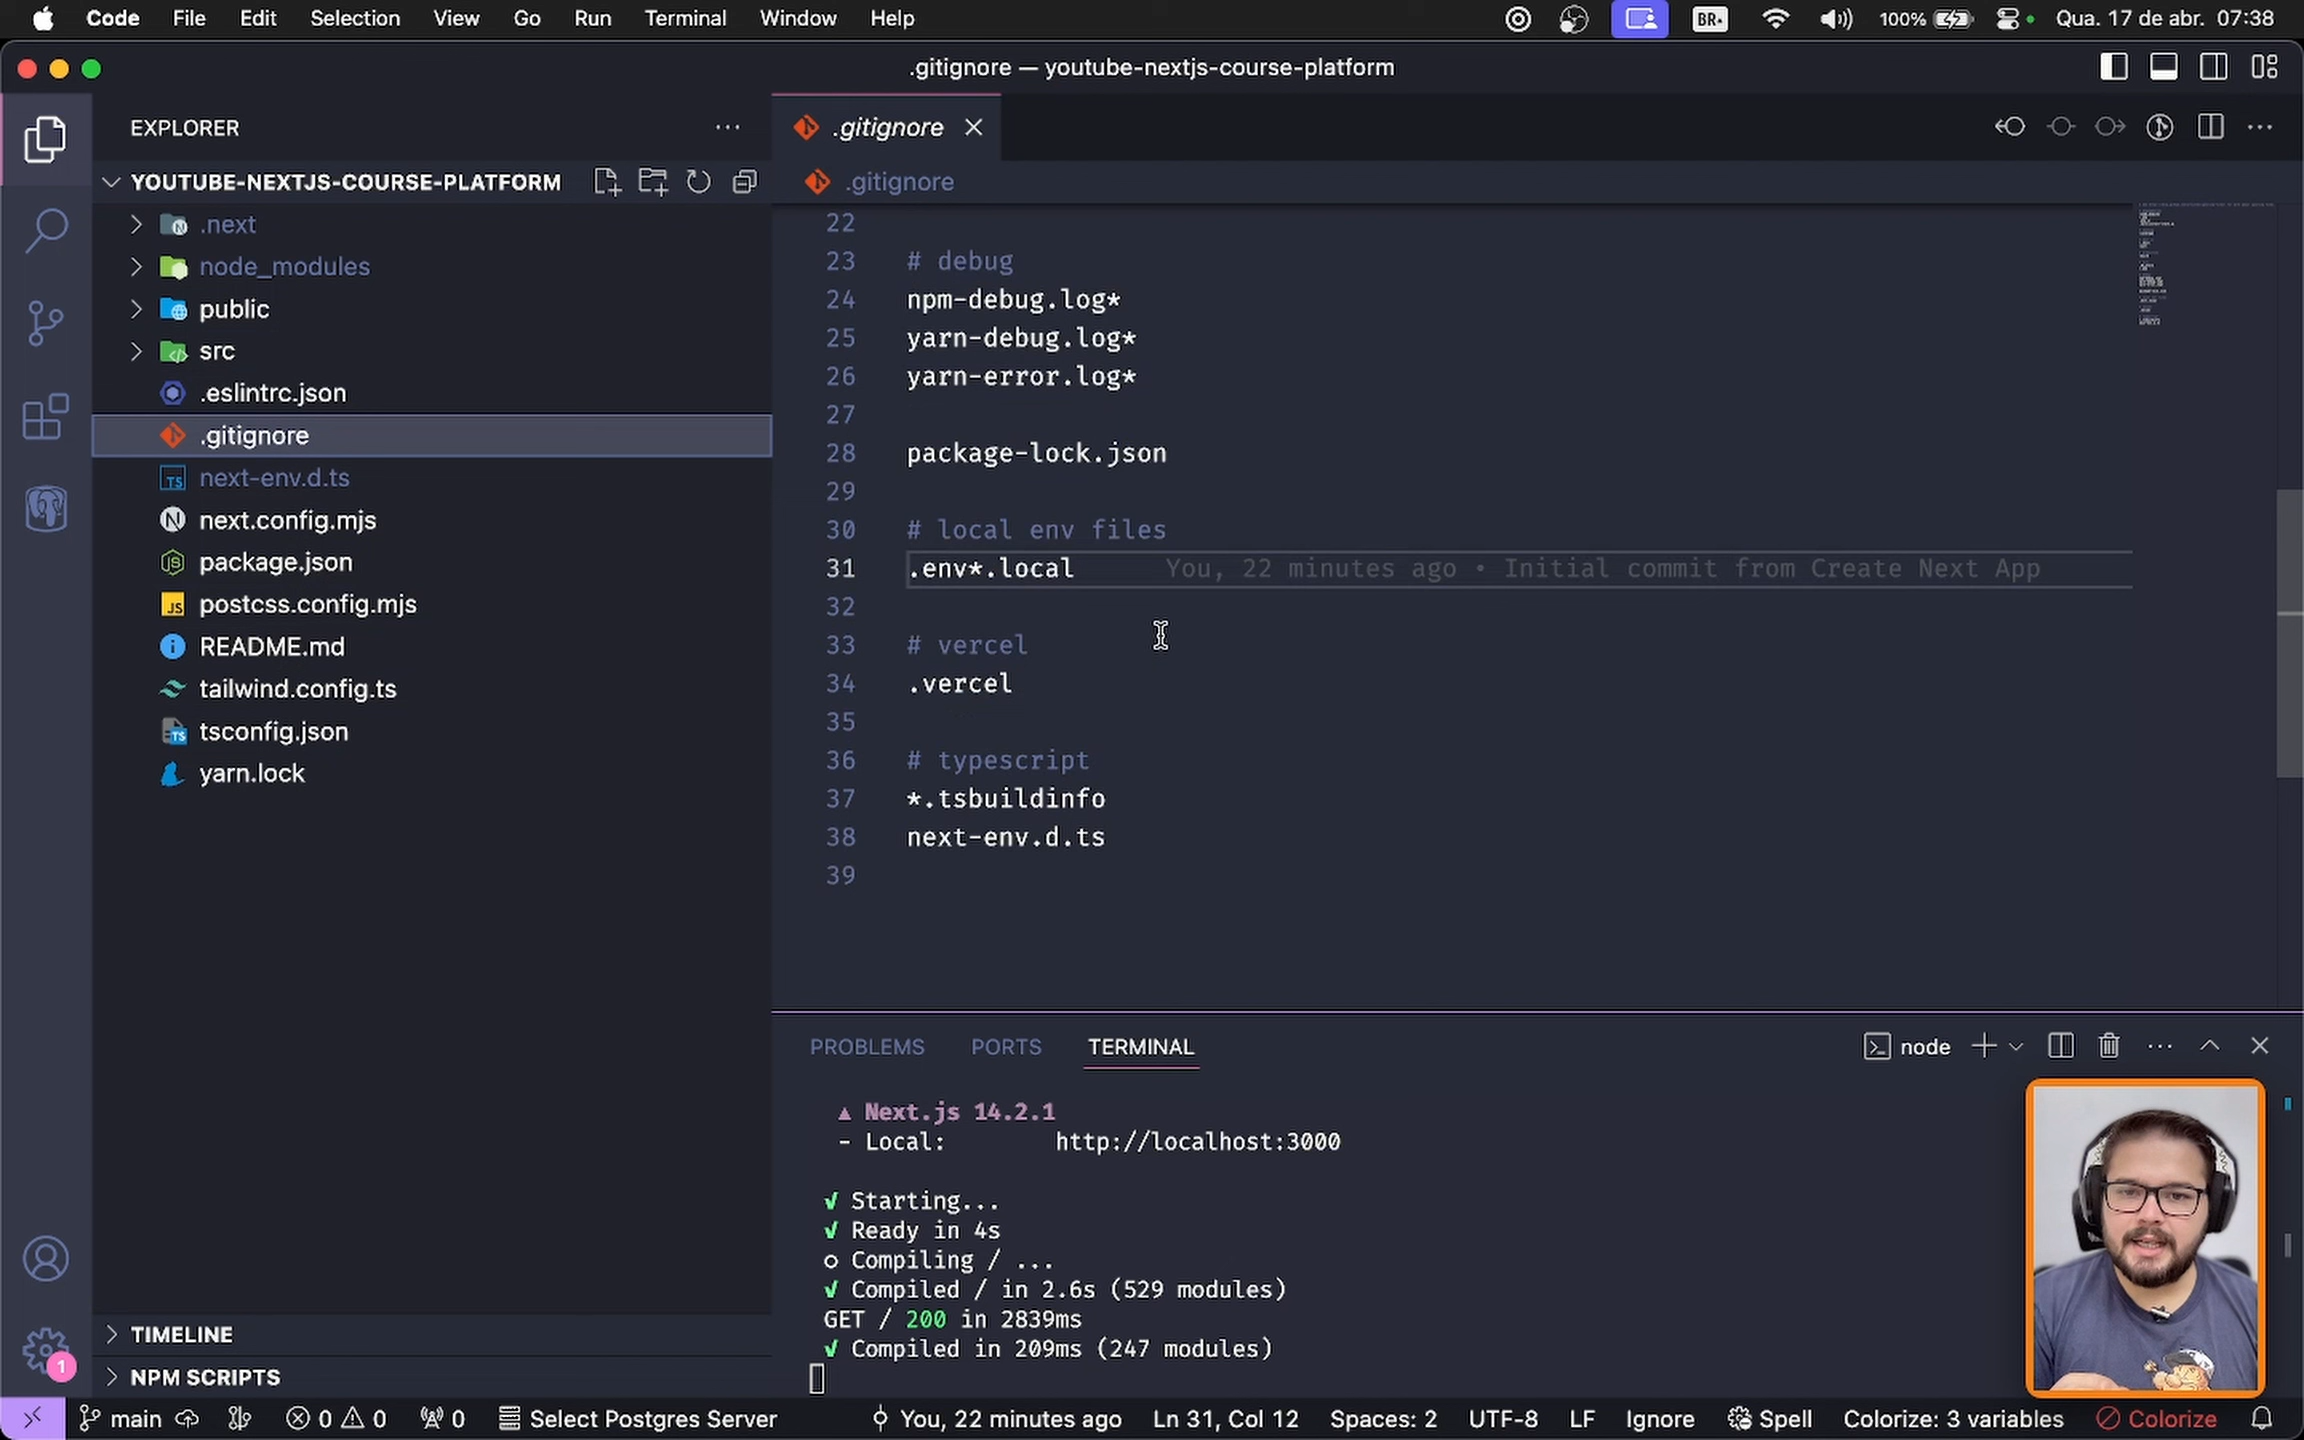 Code File Edit Selection View Go Run Terminal Window Help BR 100% Qua. 17 de abr. 07:38
.gitignore — youtube-nextjs-course-platform
EXPLORER
YOUTUBE-NEXTJS-COURSE-PLATFORM
.next
node_modules
public
src
.eslintrc.json
.gitignore
next-env.d.ts
next.config.mjs
package.json
postcss.config.mjs
README.md
tailwind.config.ts
tsconfig.json
yarn.lock
TIMELINE
NPM SCRIPTS
1
.gitignore
.gitignore
22
23 # debug
24 npm-debug.log*
25 yarn-debug.log*
26 yarn-error.log*
27
28 package-lock.json
29
30 # local env files
31 .env*.local You, 22 minutes ago • Initial commit from Create Next App
32
33 # vercel
34 .vercel
35
36 # typescript
37 *.tsbuildinfo
38 next-env.d.ts
39
PROBLEMS PORTS TERMINAL node
▲ Next.js 14.2.1
- Local: http://localhost:3000
✓ Starting...
✓ Ready in 4s
○ Compiling / ...
✓ Compiled / in 2.6s (529 modules)
GET / 200 in 2839ms
✓ Compiled in 209ms (247 modules)
main 0 0 0 Select Postgres Server You, 22 minutes ago Ln 31, Col 12 Spaces: 2 UTF-8 LF Ignore Spell Colorize: 3 variables Colorize